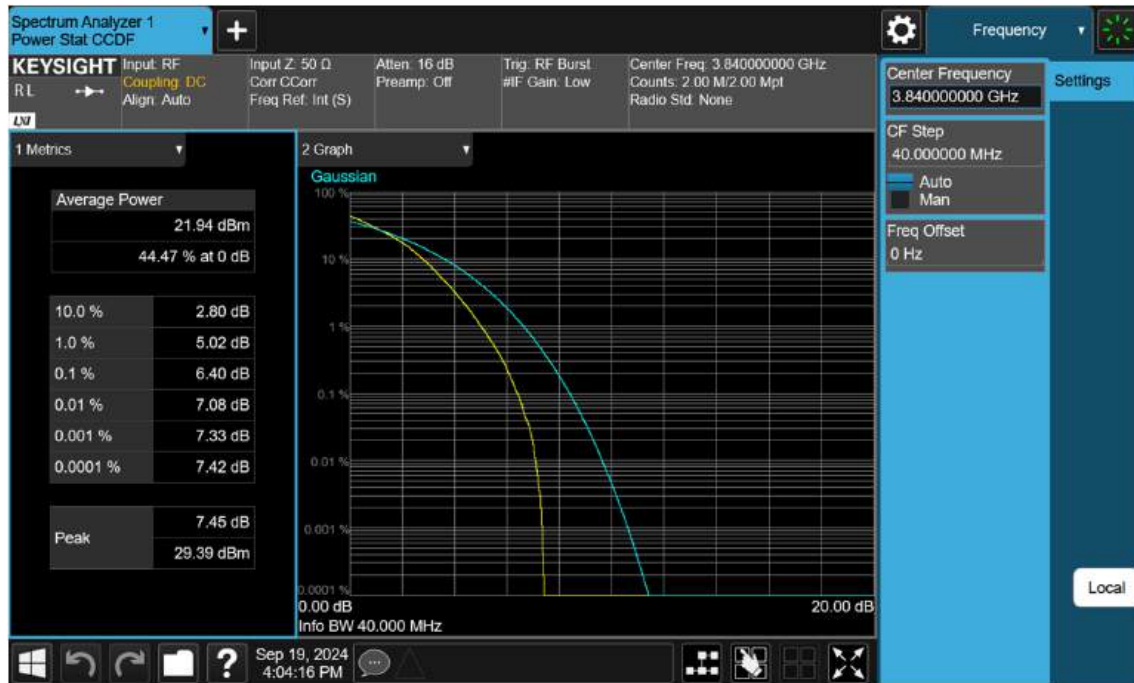 Spectrum Analyzer 1
Power Stat CCDF
Frequency
KEYSIGHT
RL
LXI
Input: RF
Coupling: DC
Align: Auto
Input Z: 50 Ω
Corr CCorr
Freq Ref: Int (S)
Atten: 16 dB
Preamp: Off
Trig: RF Burst
#IF Gain: Low
Center Freq: 3.840000000 GHz
Counts: 2.00 M/2.00 Mpt
Radio Std: None
Center Frequency
3.840000000 GHz
Settings
CF Step
40.000000 MHz
Auto
Man
Freq Offset
0 Hz
1 Metrics
Average Power
21.94 dBm
44.47 % at 0 dB
10.0 % 2.80 dB
1.0 % 5.02 dB
0.1 % 6.40 dB
0.01 % 7.08 dB
0.001 % 7.33 dB
0.0001 % 7.42 dB
Peak
7.45 dB
29.39 dBm
2 Graph
Gaussian
100 %
10 %
1 %
0.1 %
0.01 %
0.001 %
0.0001 %
0.00 dB 20.00 dB
Info BW 40.000 MHz
Local
?
Sep 19, 2024
4:04:16 PM